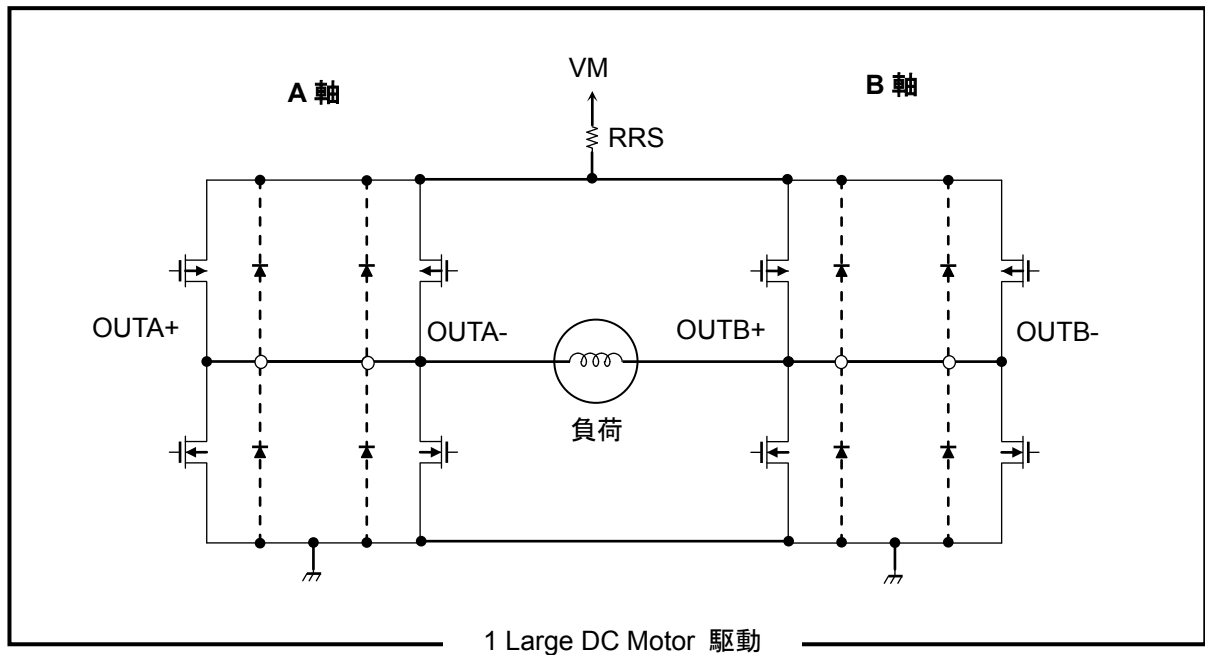 VM
A 軸
B 軸
RRS
OUTA+
OUTA-
OUTB+
OUTB-
負荷
1 Large DC Motor 駆動